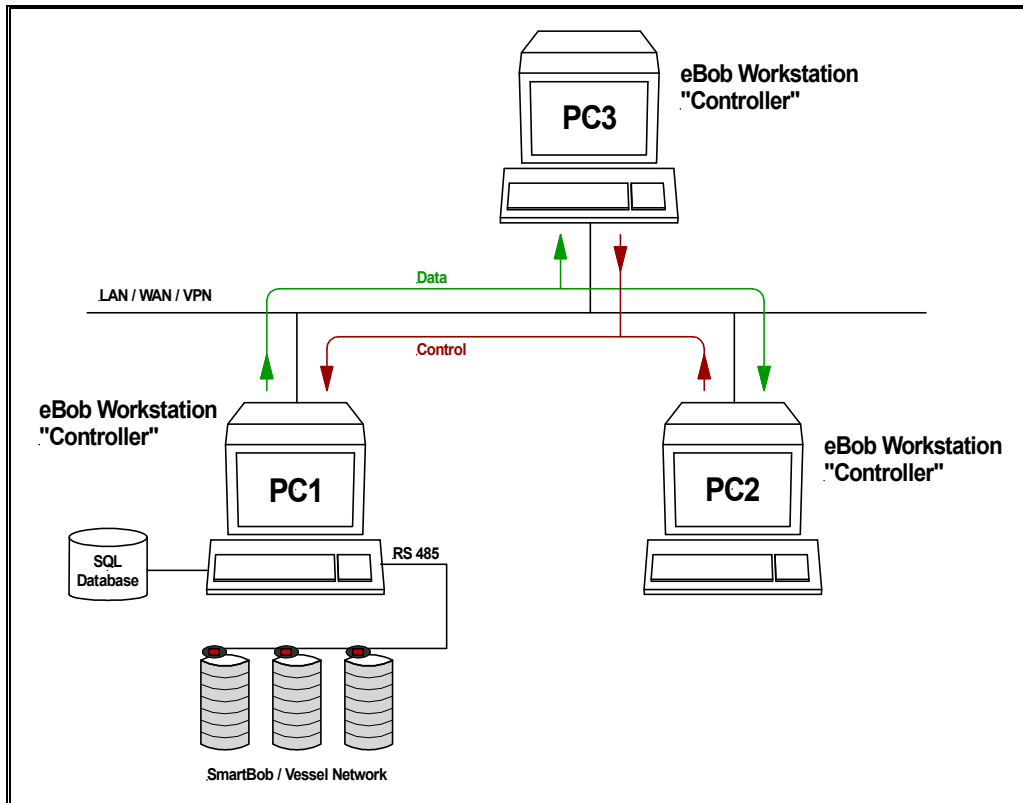 eBob Workstation
"Controller"
PC3
Data
LAN / WAN / VPN
Control
eBob Workstation
"Controller"
eBob Workstation
"Controller"
PC1
PC2
RS 485
SQL
Database
SmartBob / Vessel Network